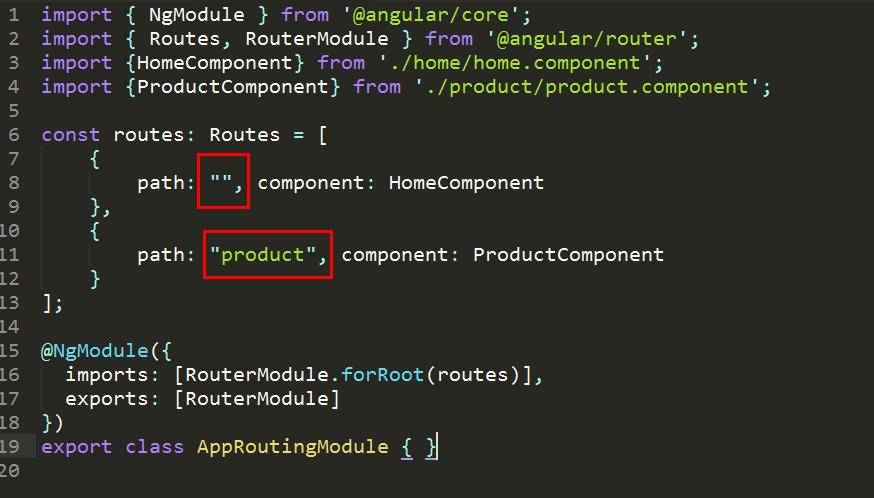 1 import { NgModule } from '@angular/core';
2 import { Routes, RouterModule } from '@angular/router';
3 import {HomeComponent} from './home/home.component';
4 import {ProductComponent} from './product/product.component';
5
6 const routes: Routes = [
7     {
8         path: "", component: HomeComponent
9     },
10     {
11         path: "product", component: ProductComponent
12     }
13 ];
14
15 @NgModule({
16   imports: [RouterModule.forRoot(routes)],
17   exports: [RouterModule]
18 })
19 export class AppRoutingModule { }
20